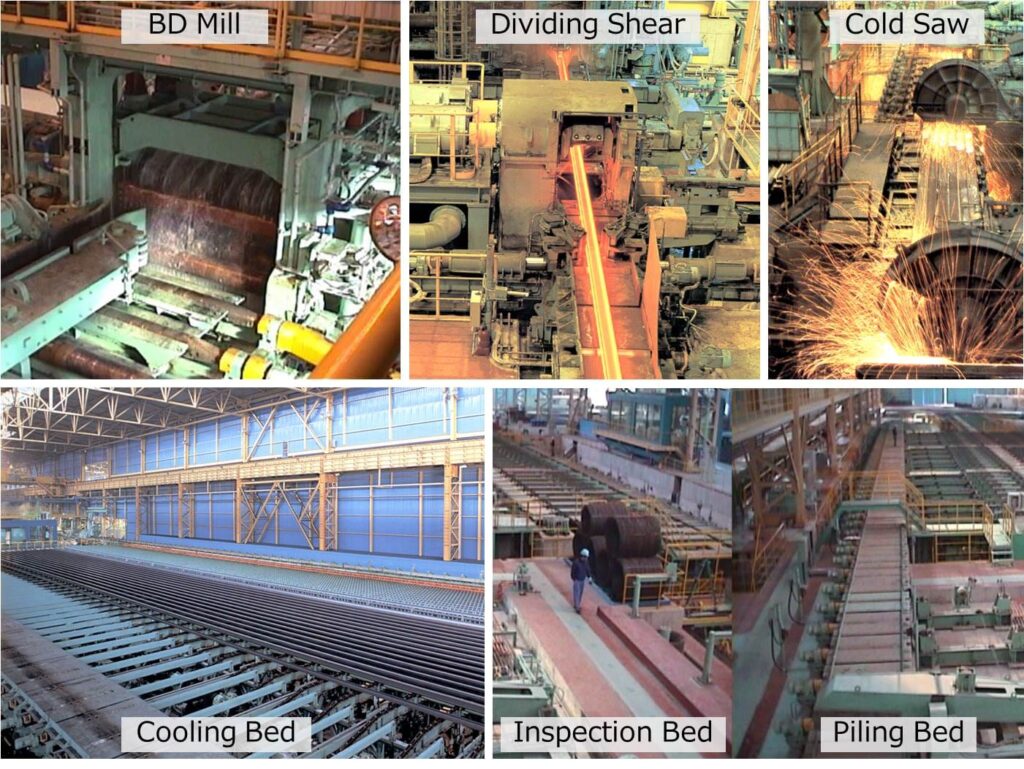 BD Mill
Dividing Shear
Cold Saw
Cooling Bed
Inspection Bed
Piling Bed